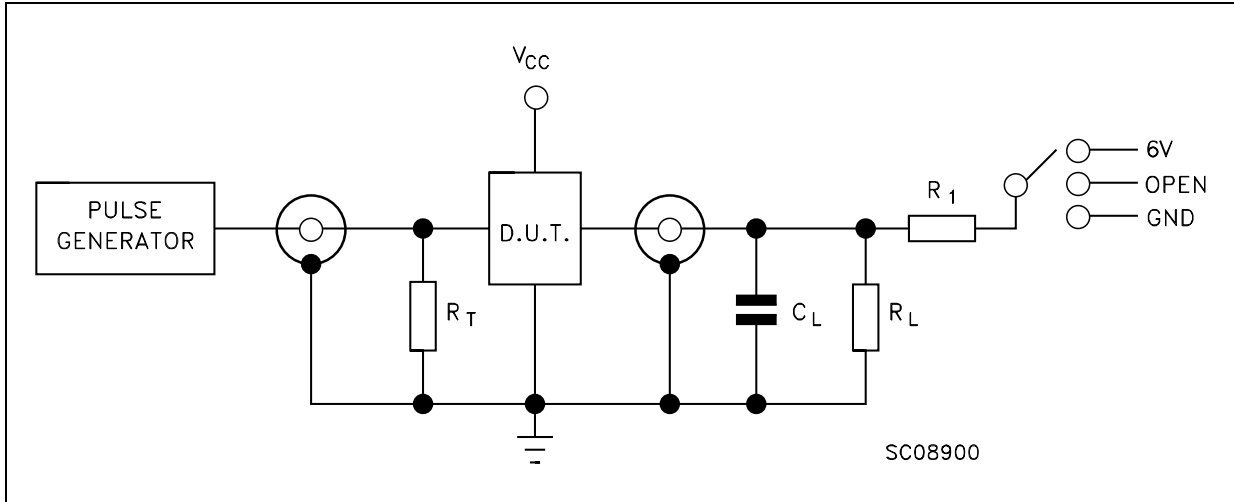 VCC
PULSE
GENERATOR
D.U.T.
RT
CL
RL
R1
6V
OPEN
GND
SC08900